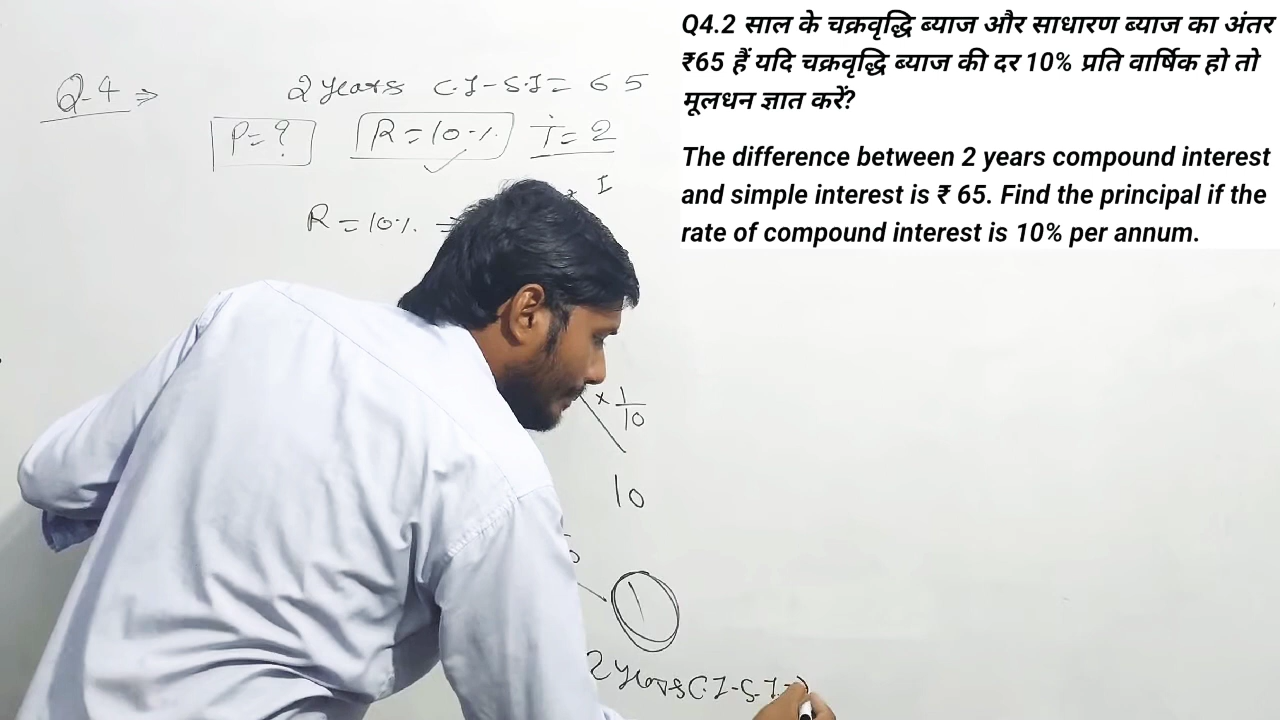 Q4.2 साल के चक्रवृद्धि ब्याज और साधारण ब्याज का अंतर
₹65 हैं यदि चक्रवृद्धि ब्याज की दर 10% प्रति वार्षिक हो तो
मूलधन ज्ञात करें?
The difference between 2 years compound interest
and simple interest is ₹ 65. Find the principal if the
rate of compound interest is 10% per annum.
Q.4 ⇒ 2 years C.I-S.I = 65
P=? R=10% T=2
I
R=10% =
× 1/10
10
1
2 years C.I-S.I =